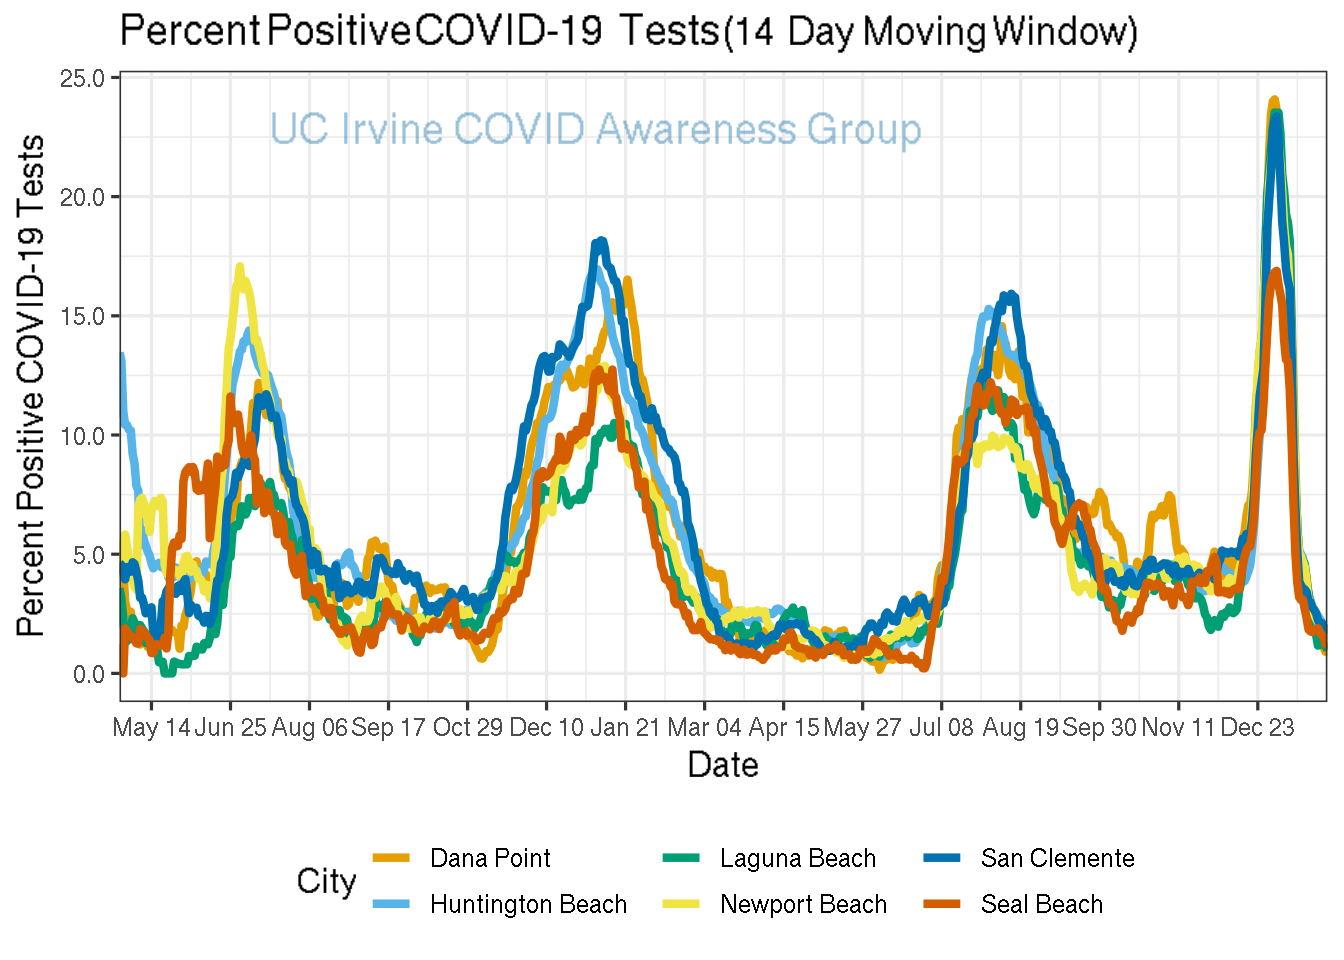 Percent Positive COVID-19 Tests(14 Day Moving Window)
UC Irvine COVID Awareness Group
Percent Positive COVID-19 Tests
25.0
20.0
15.0
10.0
5.0
0.0
May 14 Jun 25 Aug 06 Sep 17 Oct 29 Dec 10 Jan 21 Mar 04 Apr 15 May 27 Jul 08 Aug 19 Sep 30 Nov 11 Dec 23
Date
City
Dana Point Laguna Beach San Clemente
Huntington Beach Newport Beach Seal Beach